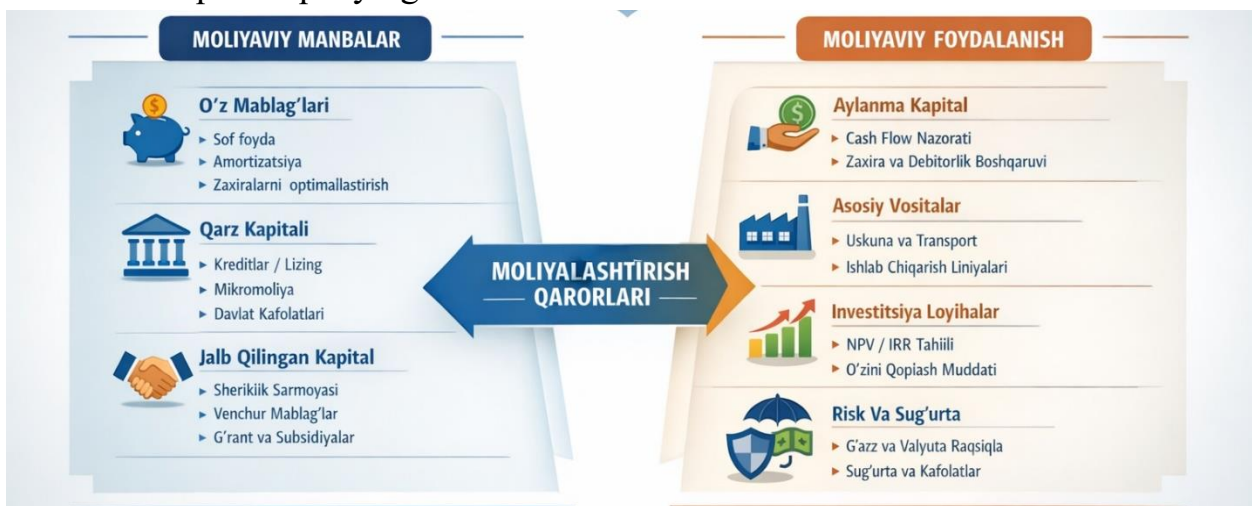 MOLIYAVIY MANBALAR
O'z Mablag'lari
Sof foyda
Amortizatsiya
Zaxiralarni optimallastirish
Qarz Kapitali
Kreditlar / Lizing
Mikromoliya
Davlat Kafolatlari
Jalb Qilingan Kapital
Sherikiik Sarmoyasi
Venchur Mablag'lar
G'rant va Subsidiyalar
MOLIYALASHTĪRISH
QARORLARI
MOLIYAVIY FOYDALANISH
Aylanma Kapital
Cash Flow Nazorati
Zaxira va Debitorlik Boshqaruvi
Asosiy Vositalar
Uskuna va Transport
Ishlab Chiqarish Liniyalari
Investitsiya Loyihalar
NPV / IRR Tahiili
O'zini Qoplash Muddati
Risk Va Sug'urta
G'azz va Valyuta Raqsiqla
Sug'urta va Kafolatlar